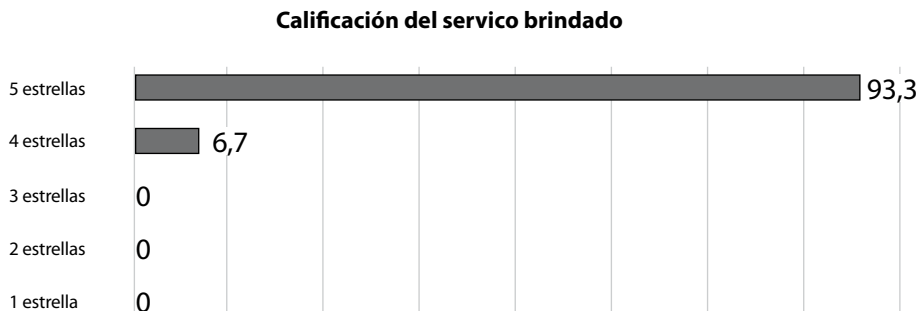 Calificación del servico brindado
5 estrellas 93,3
4 estrellas 6,7
3 estrellas 0
2 estrellas 0
1 estrella 0